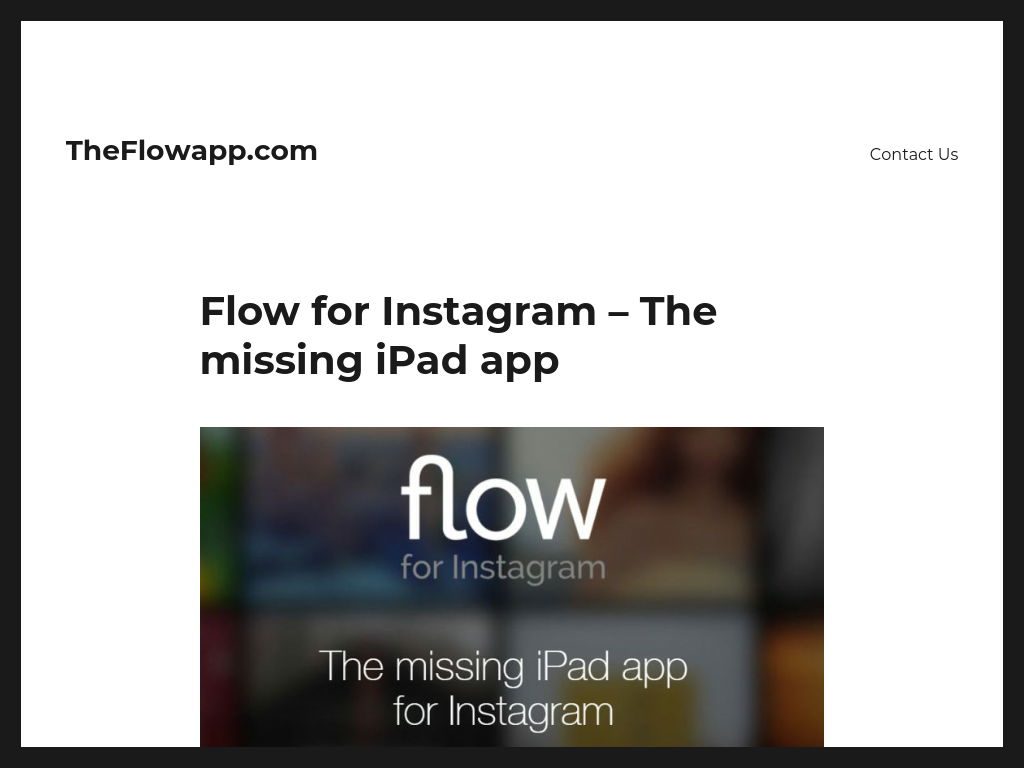 TheFlowapp.com
Contact Us
Flow for Instagram – The
missing iPad app
flow
for Instagram
The missing iPad app
for Instagram